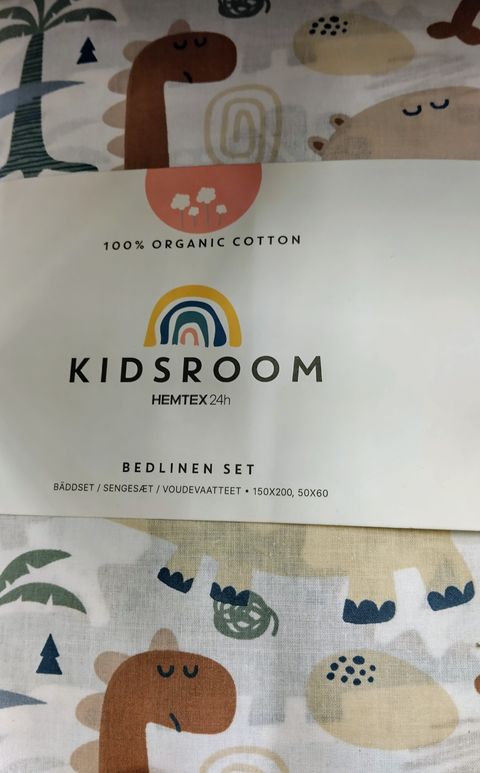 100% ORGANIC COTTON
KIDSROOM
HEMTEX 24h
BEDLINEN SET
BÄDDSET / SENGESÆT / VOUDEVAATTEET • 150X200, 50X60